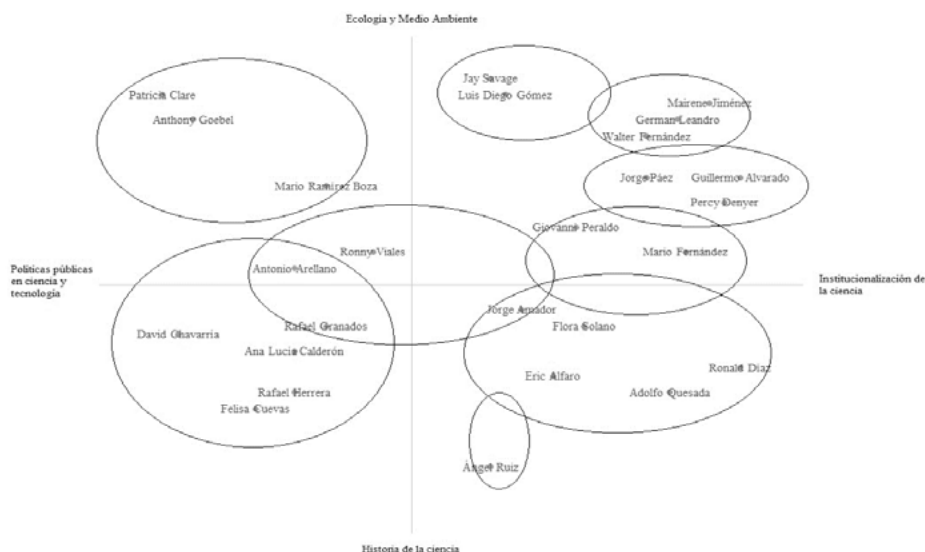 Ecología y Medio Ambiente
Jay Savage
Luis Diego Gómez
Patricia Clare
Anthony Goebel
Mairene Jiménez
German Leandro
Walter Fernández
Mario Ramirez Boza
Jorge Páez
Guillermo Alvarado
Percy Denyer
Giovanni Peraldo
Ronny Viales
Mario Fernández
Antonio Arellano
Políticas públicas
en ciencia y
tecnología
Institucionalización de
la ciencia
Jorge Amador
David Chavarria
Rafael Granados
Flora Solano
Ana Lucia Calderón
Ronald Díaz
Eric Alfaro
Rafael Herrera
Adolfo Quesada
Felisa Cuevas
Ángel Ruiz
Historia de la ciencia